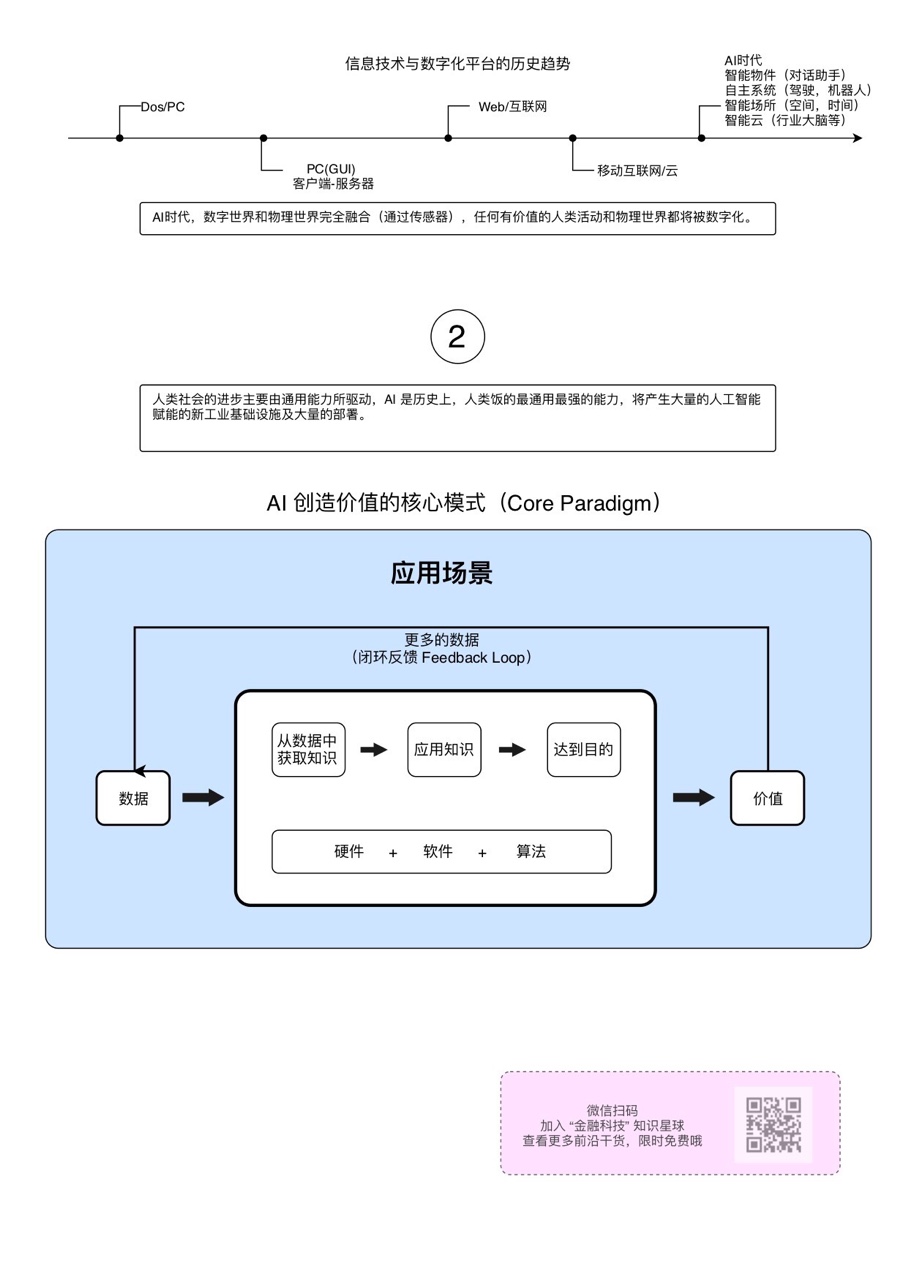 信息技术与数字化平台的历史趋势
AI时代
智能物件（对话助手）
自主系统（驾驶，机器人）
智能场所（空间，时间）
智能云（行业大脑等）
Dos/PC
Web/互联网
PC(GUI)
客户端-服务器
移动互联网/云
AI时代，数字世界和物理世界完全融合（通过传感器），任何有价值的人类活动和物理世界都将被数字化。
2
人类社会的进步主要由通用能力所驱动，AI 是历史上，人类饭的最通用最强的能力，将产生大量的人工智能
赋能的新工业基础设施及大量的部署。
AI 创造价值的核心模式（Core Paradigm）
应用场景
更多的数据
（闭环反馈 Feedback Loop）
从数据中
获取知识
应用知识
达到目的
数据
价值
硬件 + 软件 + 算法
微信扫码
加入 “金融科技” 知识星球
查看更多前沿干货，限时免费哦